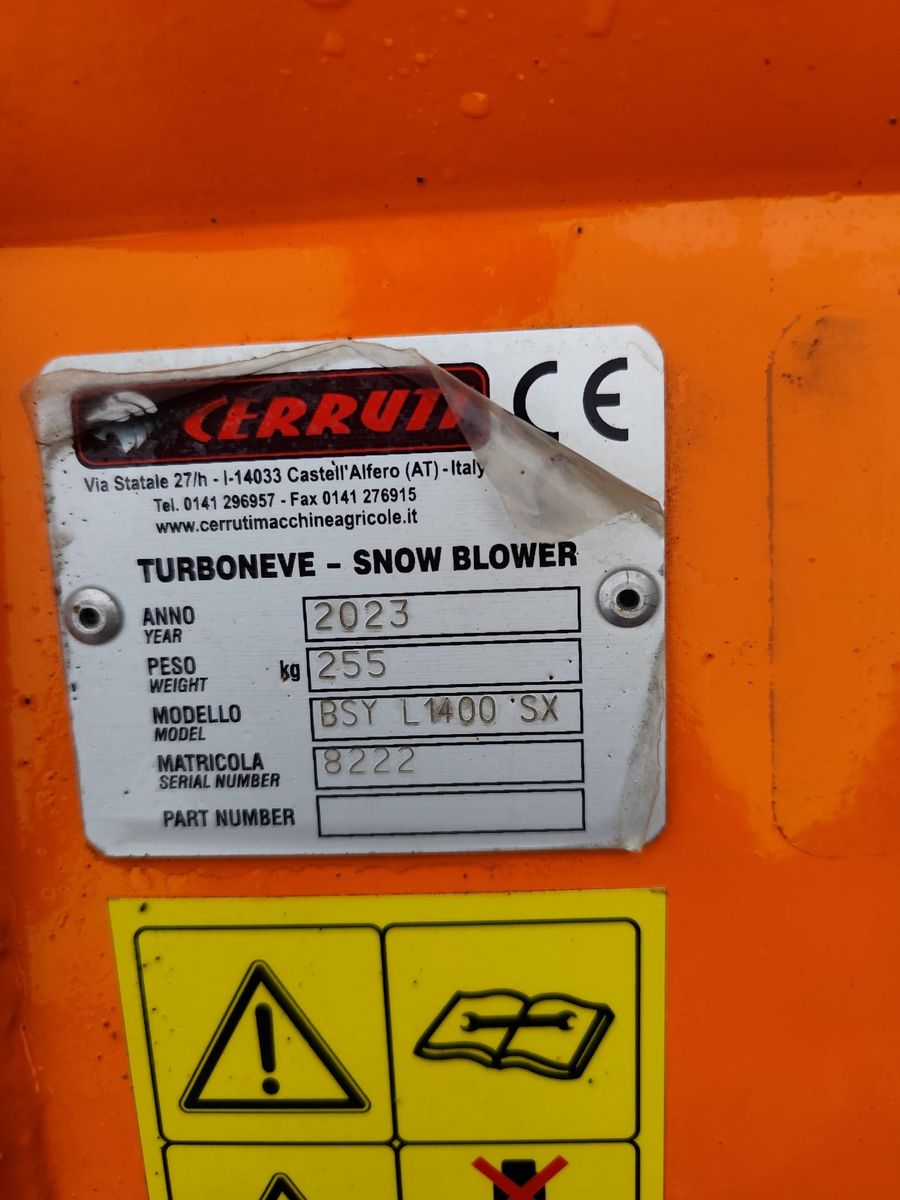 CERRUTI CE
Via Statale 27/h - I-14033 Castell'Alfero (AT) - Italy
Tel. 0141 296957 - Fax 0141 276915
www.cerrutimacchineagricole.it
TURBONEVE - SNOW BLOWER
ANNO 2023
YEAR
PESO kg 255
WEIGHT
MODELLO BSY L1400 SX
MODEL
MATRICOLA 8222
SERIAL NUMBER
PART NUMBER